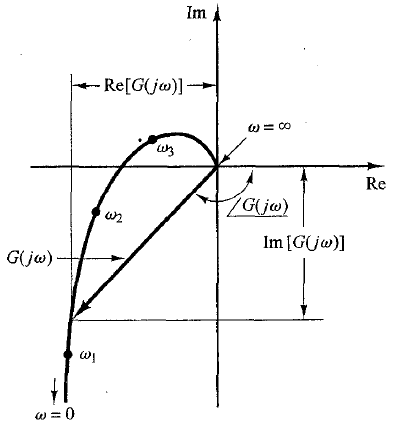 Im
Re[G(jω)]
ω = ∞
ω3
Re
G(jω)
ω2
Im [G(jω)]
G(jω)
ω1
ω = 0